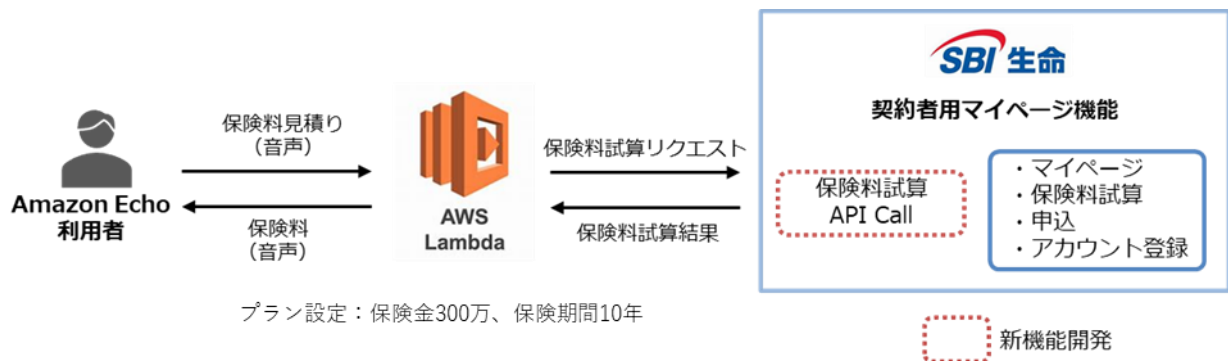 SBI生命
契約者用マイページ機能
保険料見積り
（音声）
保険料試算リクエスト
Amazon Echo
利用者
保険料
（音声）
AWS
Lambda
保険料試算結果
保険料試算
API Call
・マイページ
・保険料試算
・申込
・アカウント登録
プラン設定：保険金300万、保険期間10年
新機能開発